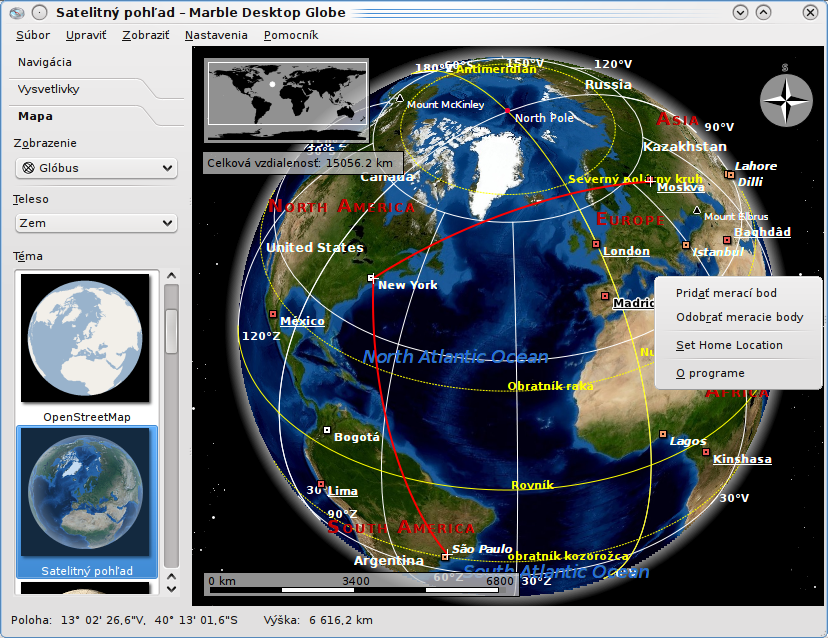 Satelitný pohľad – Marble Desktop Globe
Súbor Upraviť Zobraziť Nastavenia Pomocník
Navigácia
Vysvetlivky
Mapa
Zobrazenie
Glóbus
Teleso
Zem
Téma
OpenStreetMap
Satelitný pohľad
Celková vzdialenosť: 15056.2 km
Antimeridian
150°V
120°V
Russia
S
Mount McKinley
North Pole
Asia
90°V
Kazakhstan
Lahore
Dilli
Canada
Severný polárny kruh
Moskva
North America
Europe
Mount Elbrus
Baghdâd
United States
London
Istanbul
New York
Madrid
Pridať merací bod
Odobrať meracie body
Set Home Location
O programe
México
120°Z
North Atlantic Ocean
Obratník raka
Africa
Bogotá
Lagos
Kinshasa
Rovník
Lima
30°V
90°Z
South America
São Paulo
Argentina
obratník kozorožca
South Atlantic Ocean
60°Z
30°Z
0 km 3400 6800
Poloha: 13° 02' 26,6"V, 40° 13' 01,6"S Výška: 6 616,2 km